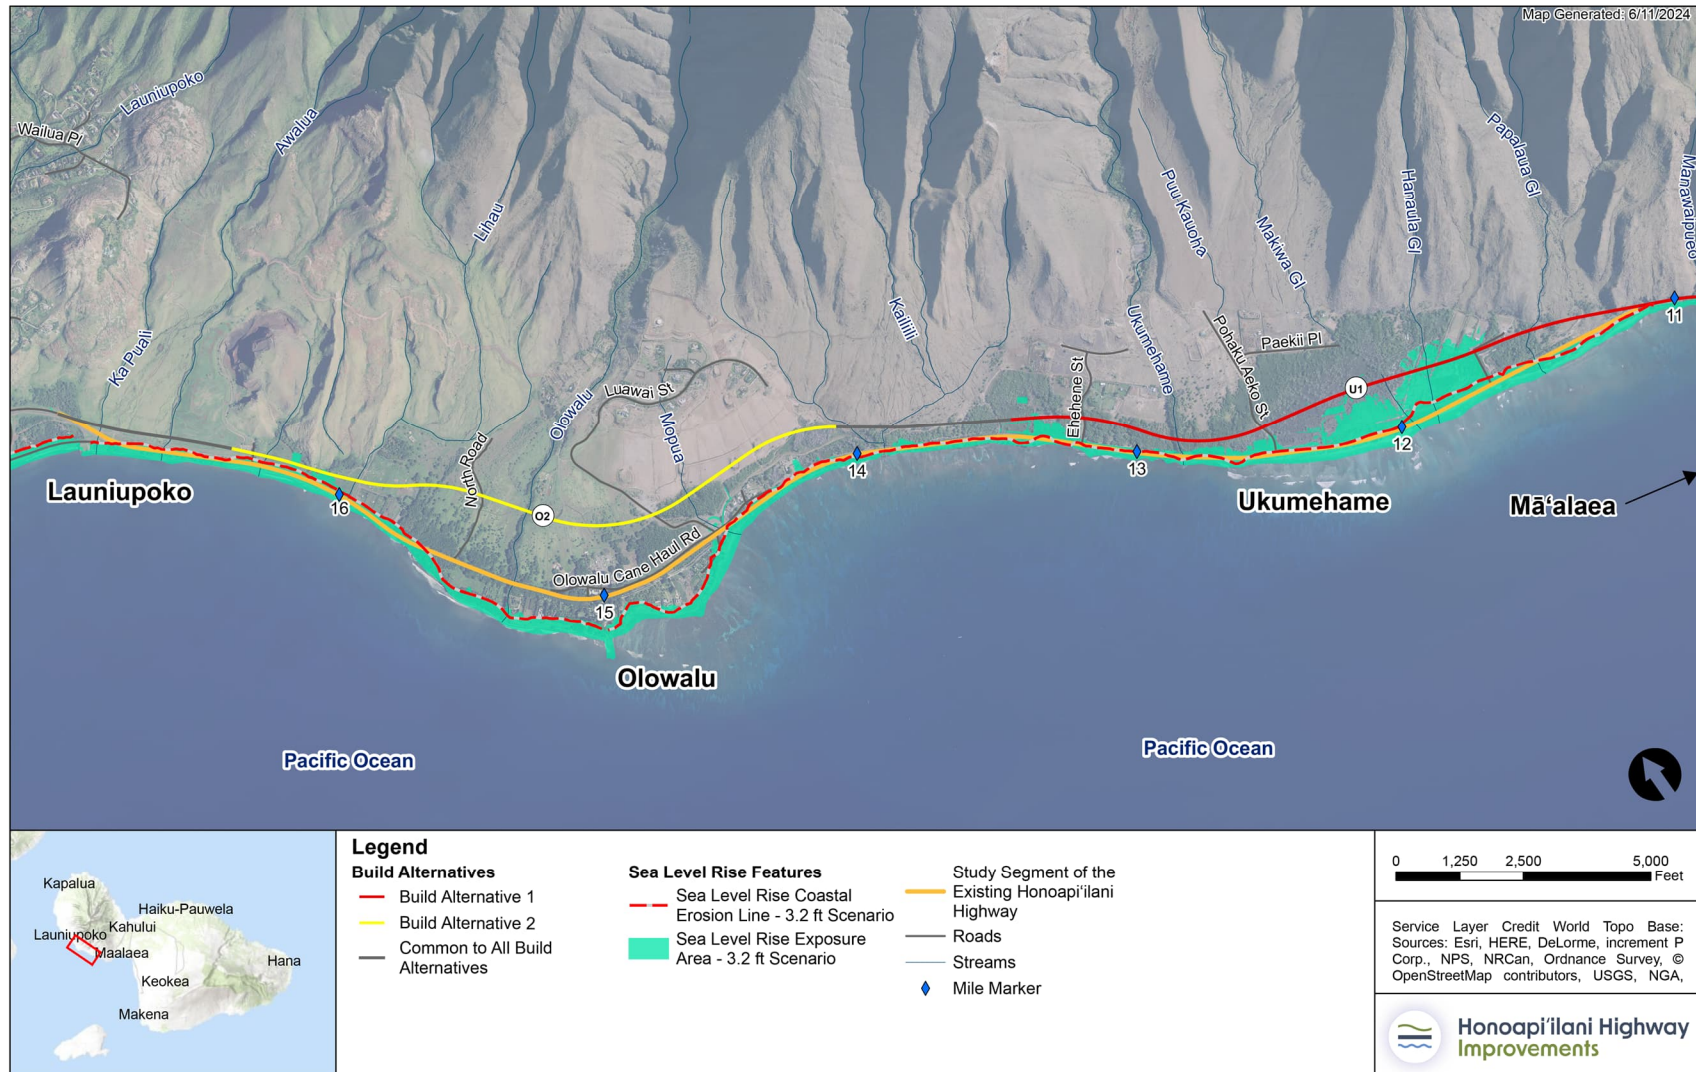 Map Generated: 6/11/2024
Launiupoko
Wailua Pl
Awalua
Lihau
Ka Puali
Olowalu
Luawai St
Mopua
North Road
Kailiili
Puu Kauoha
Makiwa Gl
Hanaula Gl
Papalaua Gl
Manawaipueo
Ukumehame
Ehehene St
Pohaku Aeko St
Paekii Pl
U1
O2
Olowalu Cane Haul Rd
11
12
13
14
15
16
Launiupoko
Olowalu
Ukumehame
Māʻalaea
Pacific Ocean
Pacific Ocean
Kapalua
Haiku-Pauwela
Kahului
Launiupoko
Maalaea
Hana
Keokea
Makena
Legend
Build Alternatives
Build Alternative 1
Build Alternative 2
Common to All Build
Alternatives
Sea Level Rise Features
Sea Level Rise Coastal
Erosion Line - 3.2 ft Scenario
Sea Level Rise Exposure
Area - 3.2 ft Scenario
Study Segment of the
Existing Honoapiʻilani
Highway
Roads
Streams
Mile Marker
0 1,250 2,500 5,000
Feet
Service Layer Credit World Topo Base:
Sources: Esri, HERE, DeLorme, increment P
Corp., NPS, NRCan, Ordnance Survey, ©
OpenStreetMap contributors, USGS, NGA,
Honoapiʻilani Highway
Improvements